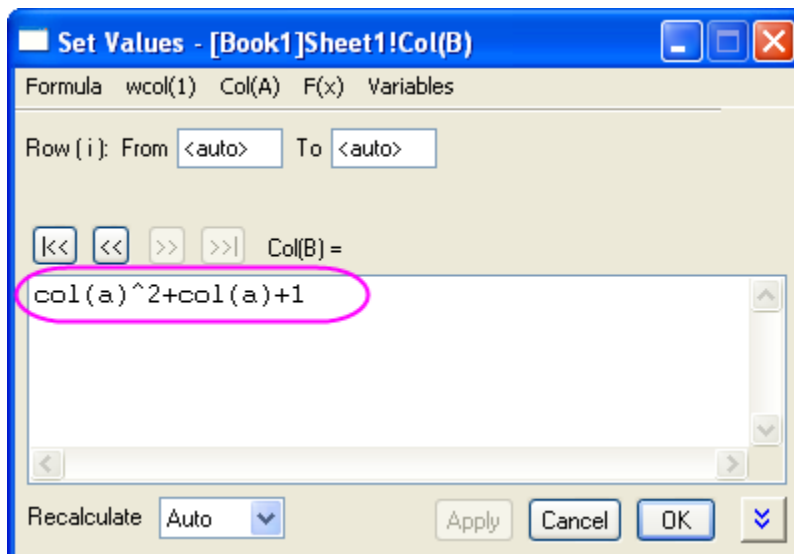 Set Values - [Book1]Sheet1!Col(B)
Formula wcol(1) Col(A) F(x) Variables
Row (i): From <auto> To <auto>
|<< << >> >>| Col(B) =
col(a)^2+col(a)+1
Recalculate Auto Apply Cancel OK